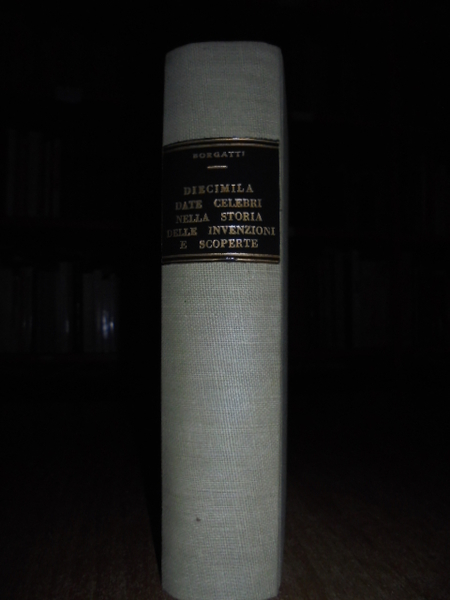 BORGATTI
DIECIMILA
DATE CELEBRI
NELLA STORIA
DELLE INVENZIONI
E SCOPERTE